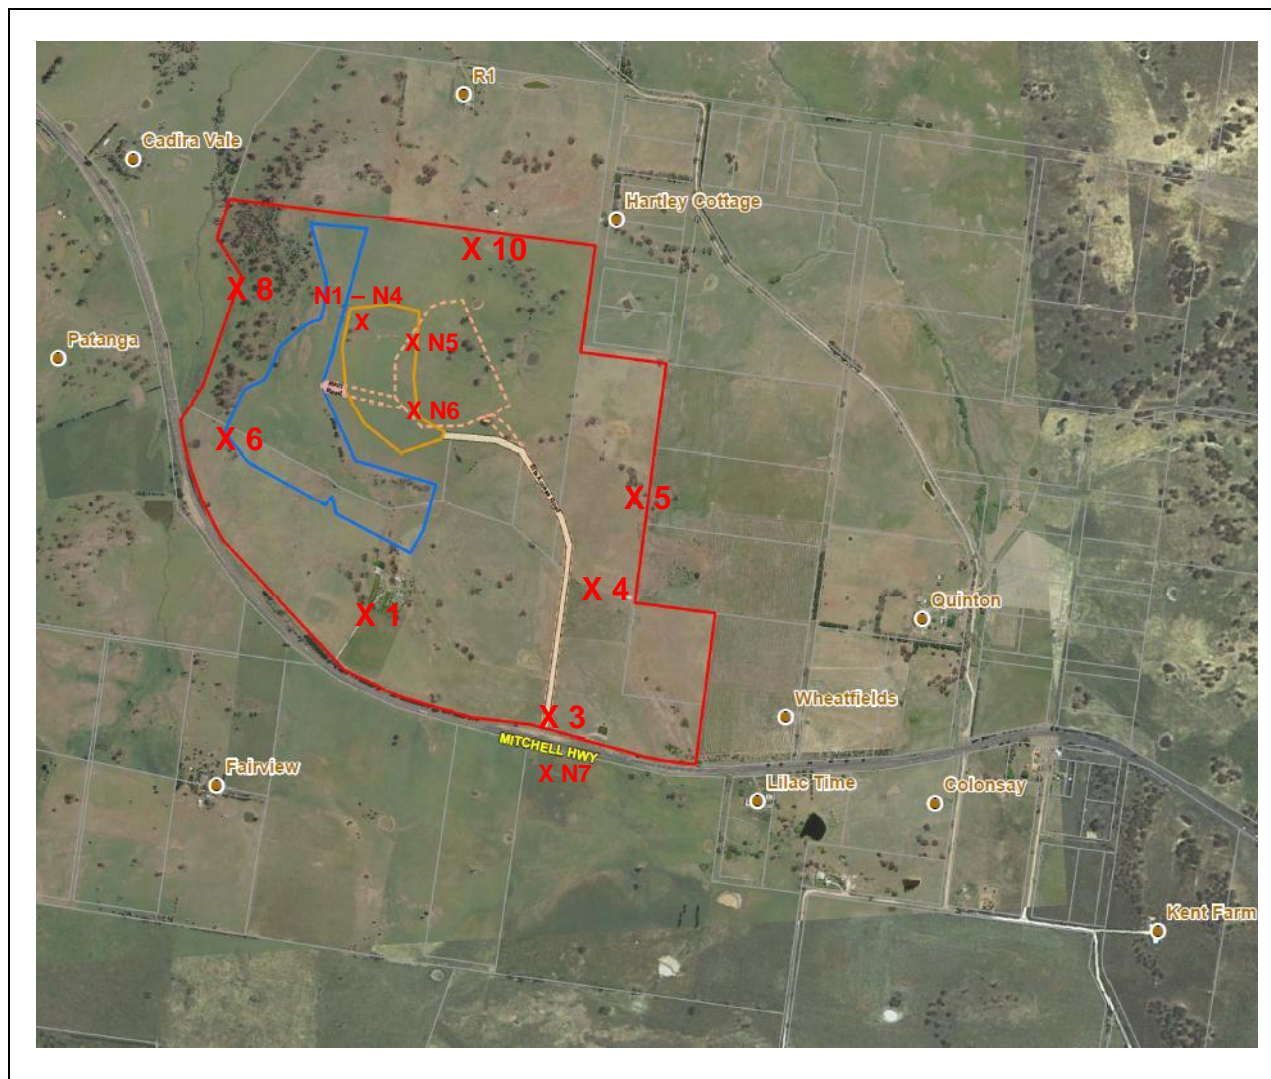 R1
Cadira Vale
Hartley Cottage
X 10
X 8
N1 – N4
X
X N5
Patanga
X N6
X 6
X 5
X 4
X 1
Quinton
X 3
Wheatfields
MITCHELL HWY
X N7
Fairview
Lilac Time
Colonsay
Kent Farm